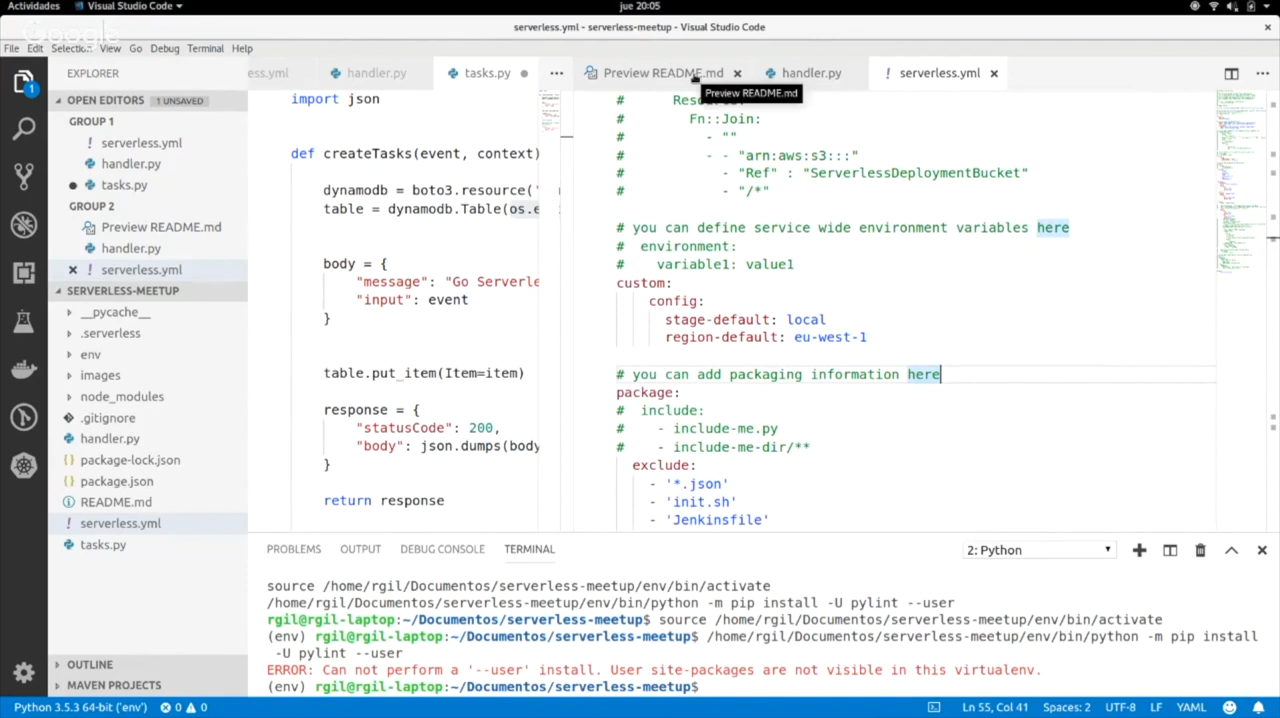 Actividades
Visual Studio Code
jue 20:05
serverless.yml - serverless-meetup - Visual Studio Code
Google
File Edit Selection View Go Debug Terminal Help
EXPLORER
ess.yml
handler.py
tasks.py
Preview README.md
handler.py
! serverless.yml
Preview README.md
1
OPEN EDITORS 1 UNSAVED
GROUP 1
! serverless.yml
handler.py
tasks.py
GROUP 2
Preview README.md
handler.py
! serverless.yml
SERVERLESS-MEETUP
__pycache__
.serverless
env
images
node_modules
.gitignore
handler.py
package-lock.json
package.json
README.md
! serverless.yml
tasks.py
OUTLINE
MAVEN PROJECTS
import json
def createTasks(event, context)
dynamodb = boto3.resource('
table = dynamodb.Table(os.e
body = {
"message": "Go Serverle
"input": event
}
table.put_item(Item=item)
response = {
"statusCode": 200,
"body": json.dumps(body
}
return response
#
# Fn::Join:
# - ""
# - - "arn:aws:s3:::"
# - "Ref" : "ServerlessDeploymentBucket"
# - "/*"
# you can define service wide environment variables here
# environment:
# variable1: value1
custom:
config:
stage-default: local
region-default: eu-west-1
# you can add packaging information here
package:
# include:
# - include-me.py
# - include-me-dir/**
exclude:
- '*.json'
- 'init.sh'
- 'Jenkinsfile'
PROBLEMS OUTPUT DEBUG CONSOLE TERMINAL
2: Python
source /home/rgil/Documentos/serverless-meetup/env/bin/activate
/home/rgil/Documentos/serverless-meetup/env/bin/python -m pip install -U pylint --user
rgil@rgil-laptop:~/Documentos/serverless-meetup$ source /home/rgil/Documentos/serverless-meetup/env/bin/activate
(env) rgil@rgil-laptop:~/Documentos/serverless-meetup$ /home/rgil/Documentos/serverless-meetup/env/bin/python -m pip install
-U pylint --user
ERROR: Can not perform a '--user' install. User site-packages are not visible in this virtualenv.
(env) rgil@rgil-laptop:~/Documentos/serverless-meetup$
Python 3.5.3 64-bit ('env') 0 0
Ln 55, Col 41 Spaces: 2 UTF-8 LF YAML